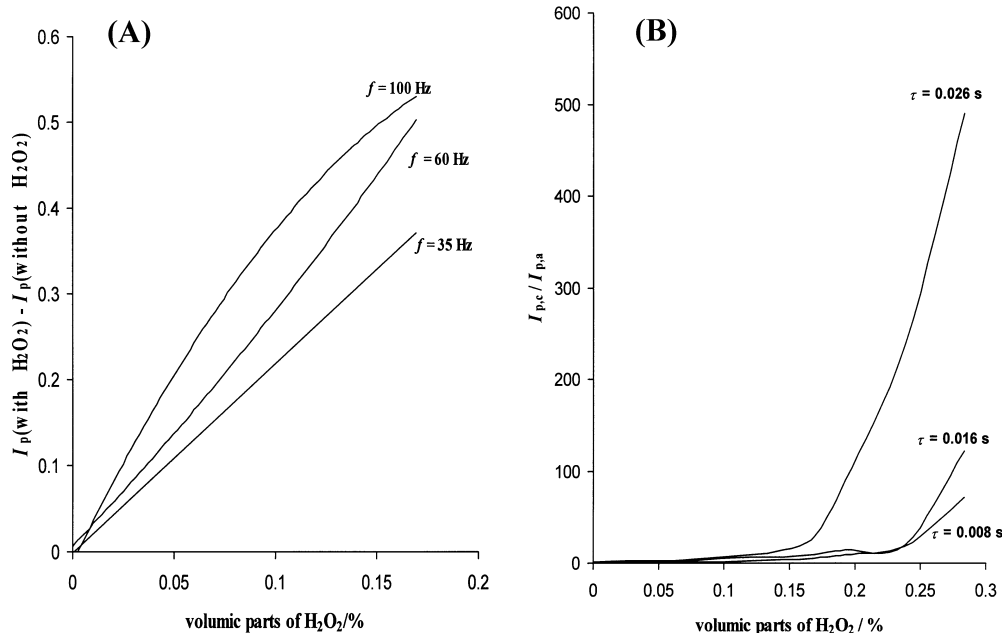 (A)
0.6
0.5
0.4
0.3
0.2
0.1
0
0
0.05
0.1
0.15
0.2
f = 100 Hz
f = 60 Hz
f = 35 Hz
I p(with H2O2) - I p(without H2O2)
volumic parts of H2O2/%
(B)
600
500
400
300
200
100
0
0
0.05
0.1
0.15
0.2
0.25
0.3
τ = 0.026 s
τ = 0.016 s
τ = 0.008 s
I p,c / I p,a
volumic parts of H2O2 / %